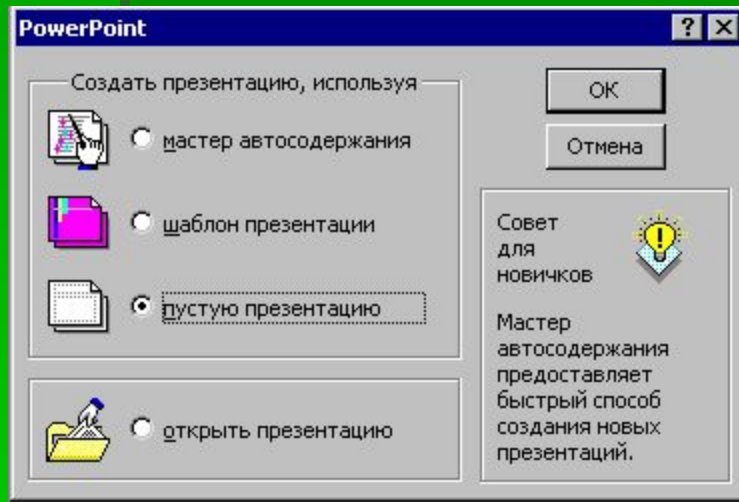 PowerPoint
Создать презентацию, используя
мастер автосодержания
шаблон презентации
пустую презентацию
открыть презентацию
ОК
Отмена
Совет
для
новичков
Мастер
автосодержания
предоставляет
быстрый способ
создания новых
презентаций.